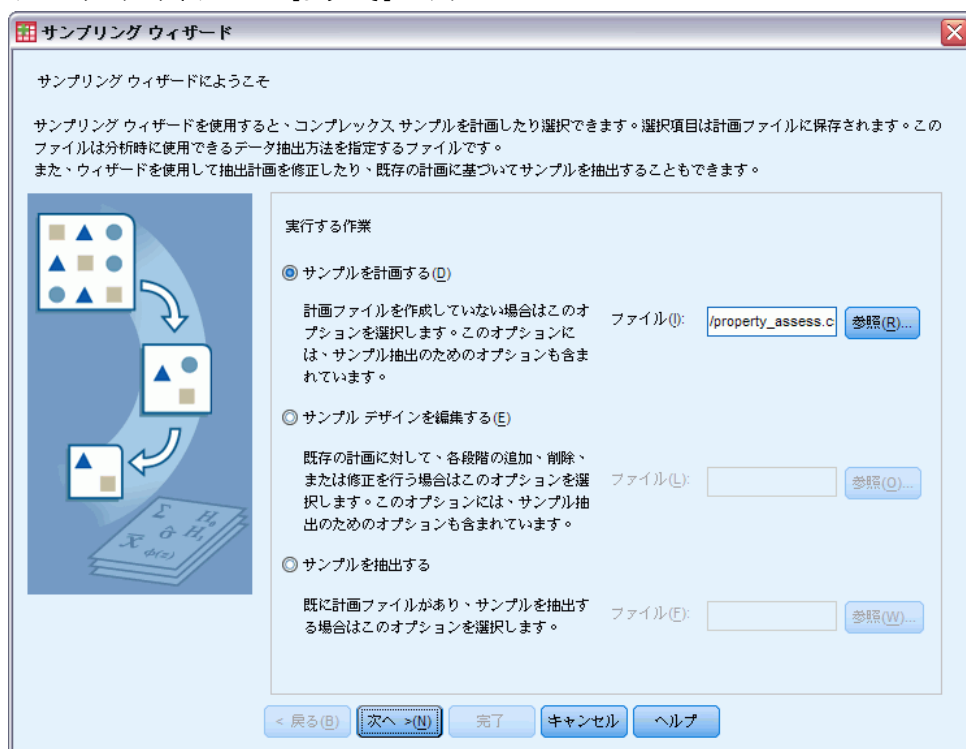 サンプリング ウィザード
サンプリング ウィザードにようこそ
サンプリング ウィザードを使用すると、コンプレックス サンプルを計画したり選択できます。選択項目は計画ファイルに保存されます。この
ファイルは分析時に使用できるデータ抽出方法を指定するファイルです。
また、ウィザードを使用して抽出計画を修正したり、既存の計画に基づいてサンプルを抽出することもできます。
実行する作業
サンプルを計画する(D)
計画ファイルを作成していない場合はこのオ
プションを選択します。このオプションに
は、サンプル抽出のためのオプションも含ま
れています。
ファイル(I):
/property_assess.c
参照(R)...
サンプル デザインを編集する(E)
既存の計画に対して、各段階の追加、削除、
または修正を行う場合はこのオプションを選
択します。このオプションには、サンプル抽
出のためのオプションも含まれています。
ファイル(L):
参照(O)...
サンプルを抽出する
既に計画ファイルがあり、サンプルを抽出す
る場合はこのオプションを選択します。
ファイル(F):
参照(W)...
Σ H₀
x̄ σ̂ H₁
φ(z)
< 戻る(B)
次へ >(N)
完了
キャンセル
ヘルプ